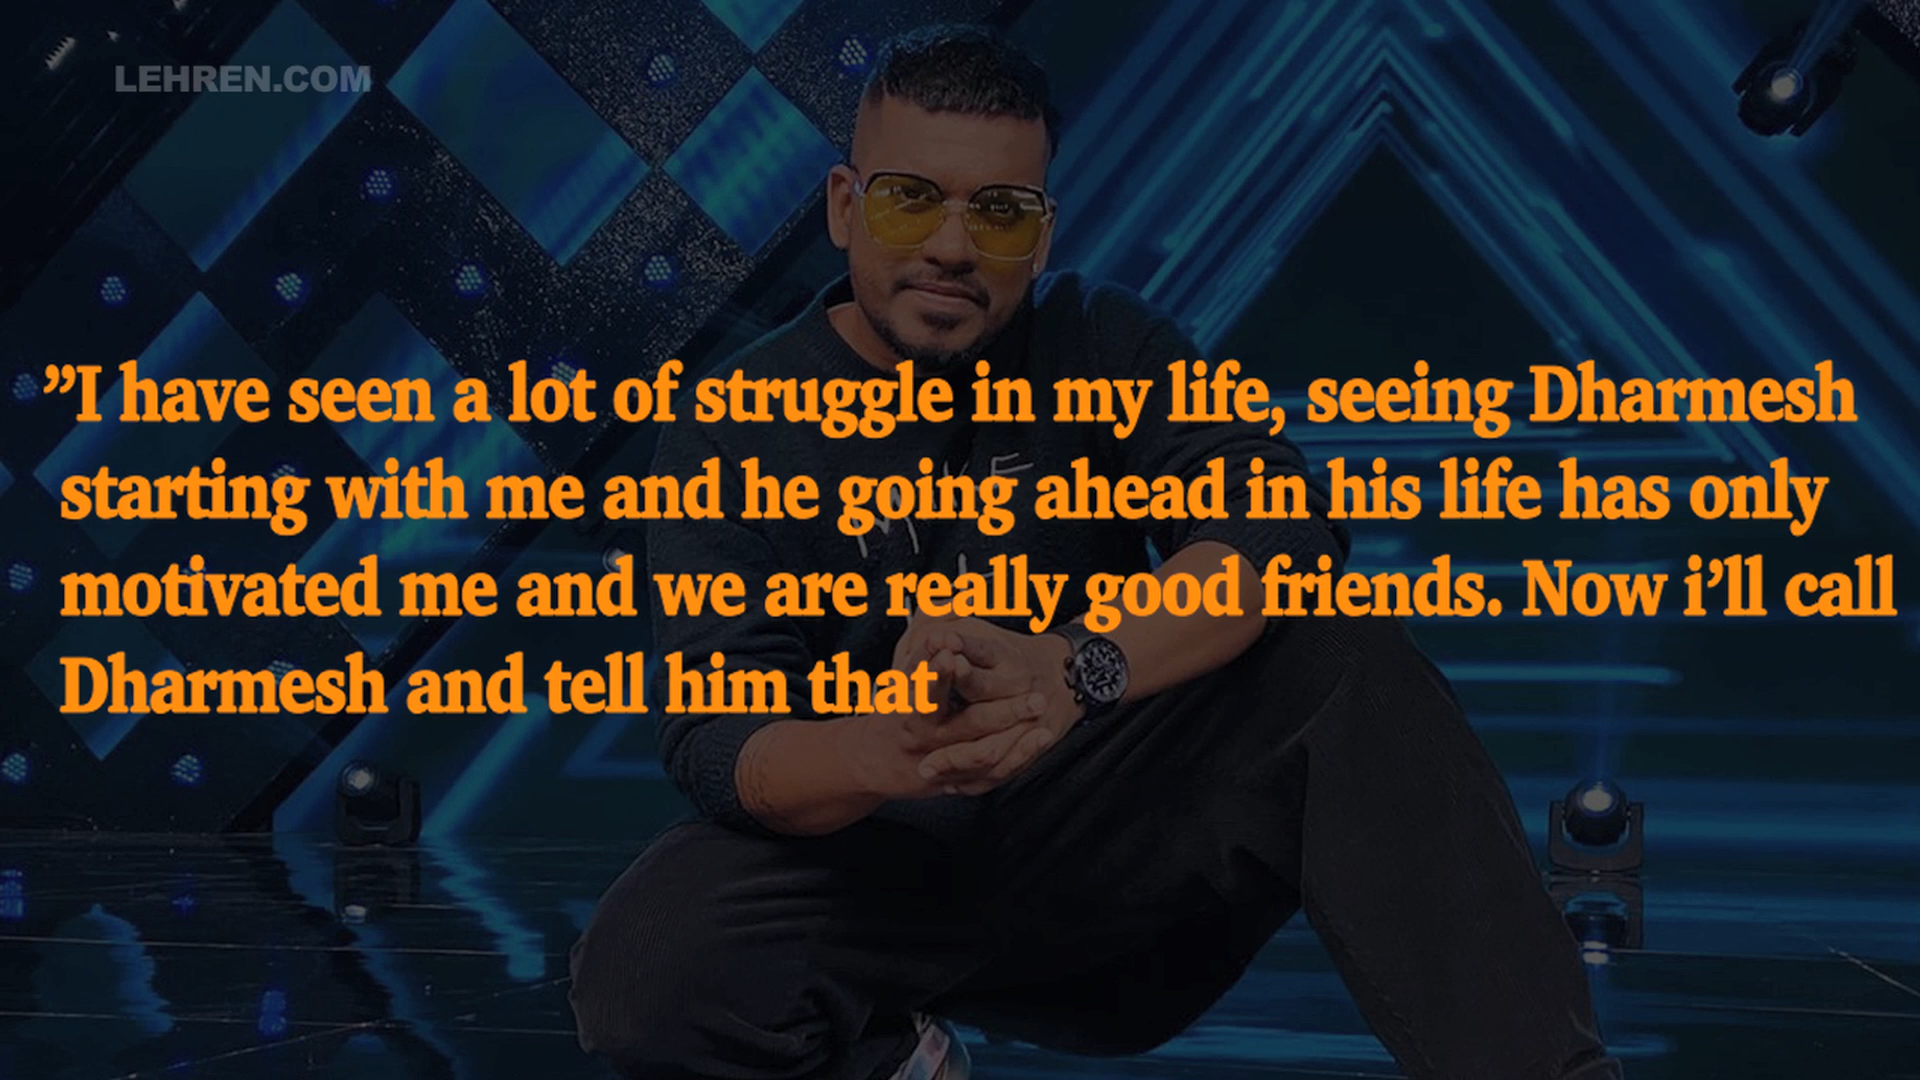 LEHREN.COM
”I have seen a lot of struggle in my life, seeing Dharmesh
starting with me and he going ahead in his life has only
motivated me and we are really good friends. Now i’ll call
Dharmesh and tell him that